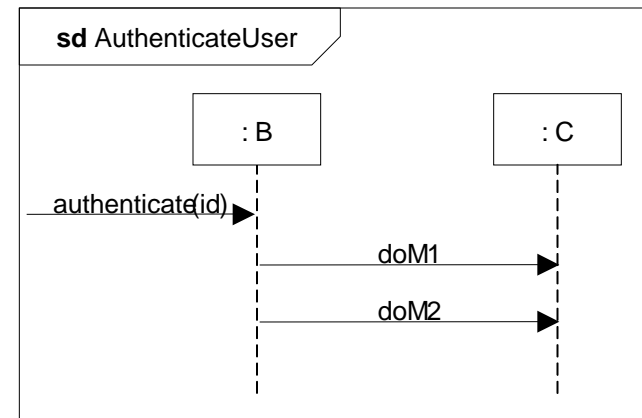 sd AuthenticateUser
: B
: C
authenticate(id)
doM1
doM2